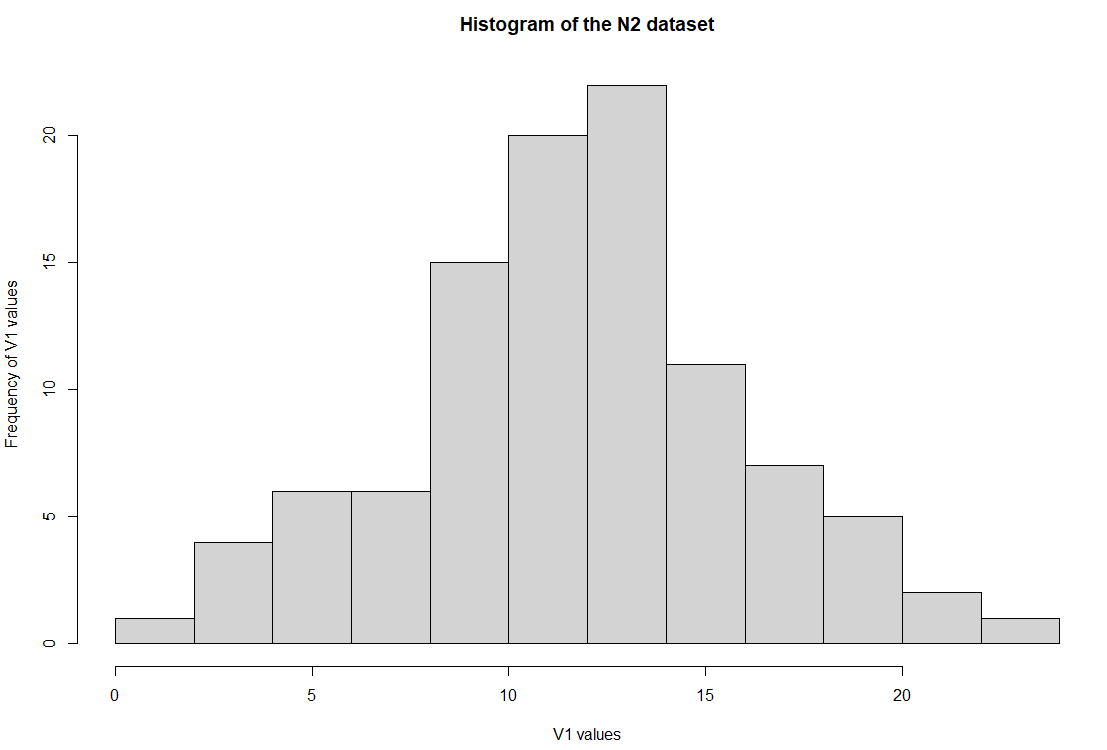 Histogram of the N2 dataset
Frequency of V1 values
20
15
10
5
0
0 5 10 15 20
V1 values